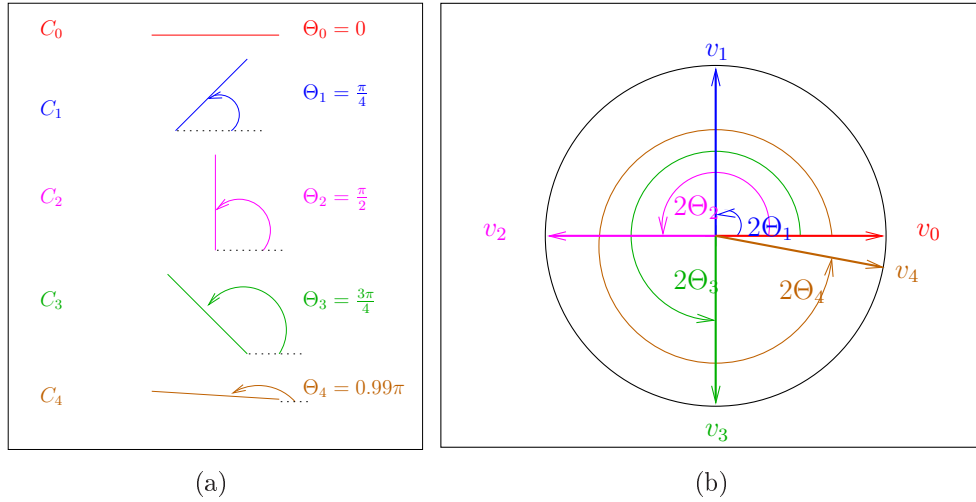 C₀ Θ₀ = 0
C₁ Θ₁ = π/4
C₂ Θ₂ = π/2
C₃ Θ₃ = 3π/4
C₄ Θ₄ = 0.99π
(a)
v₁
2Θ₂
2Θ₁
v₂
v₀
2Θ₃
2Θ₄
v₄
v₃
(b)